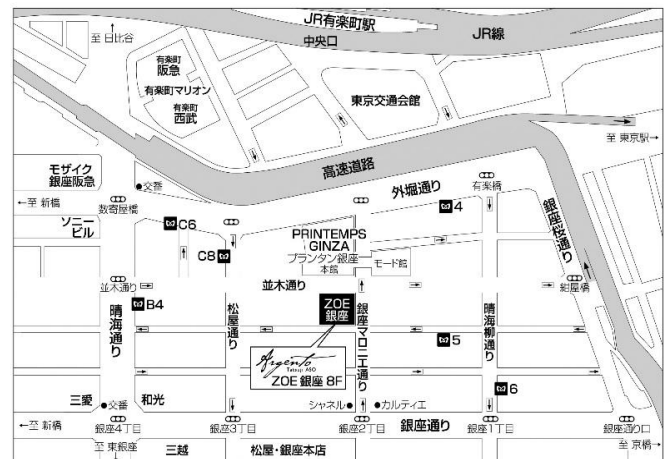 JR有楽町駅
中央口
JR線
至 日比谷
有楽町
阪急
有楽町マリオン
有楽町
西武
東京交通会館
至 東京駅→
高速道路
モザイク
銀座阪急
交番
外堀通り
有楽橋
←至 新橋
数寄屋橋
ソニー
ビル
C6
4
銀座桜通り
PRINTEMPS
GINZA
プランタン銀座
本館
モード館
C8
並木通り
並木通り
紺屋橋
B4
ZOE
銀座
晴海通り
松屋通り
銀座マロニエ通り
晴海柳通り
5
Argento
Tatsuji ASO
ZOE 銀座 8F
6
三愛
交番
和光
シャネル
カルティエ
←至 新橋
銀座4丁目
銀座3丁目
銀座2丁目
銀座通り
銀座1丁目
銀座通り口
至 東銀座
三越
松屋・銀座本店
至 京橋→